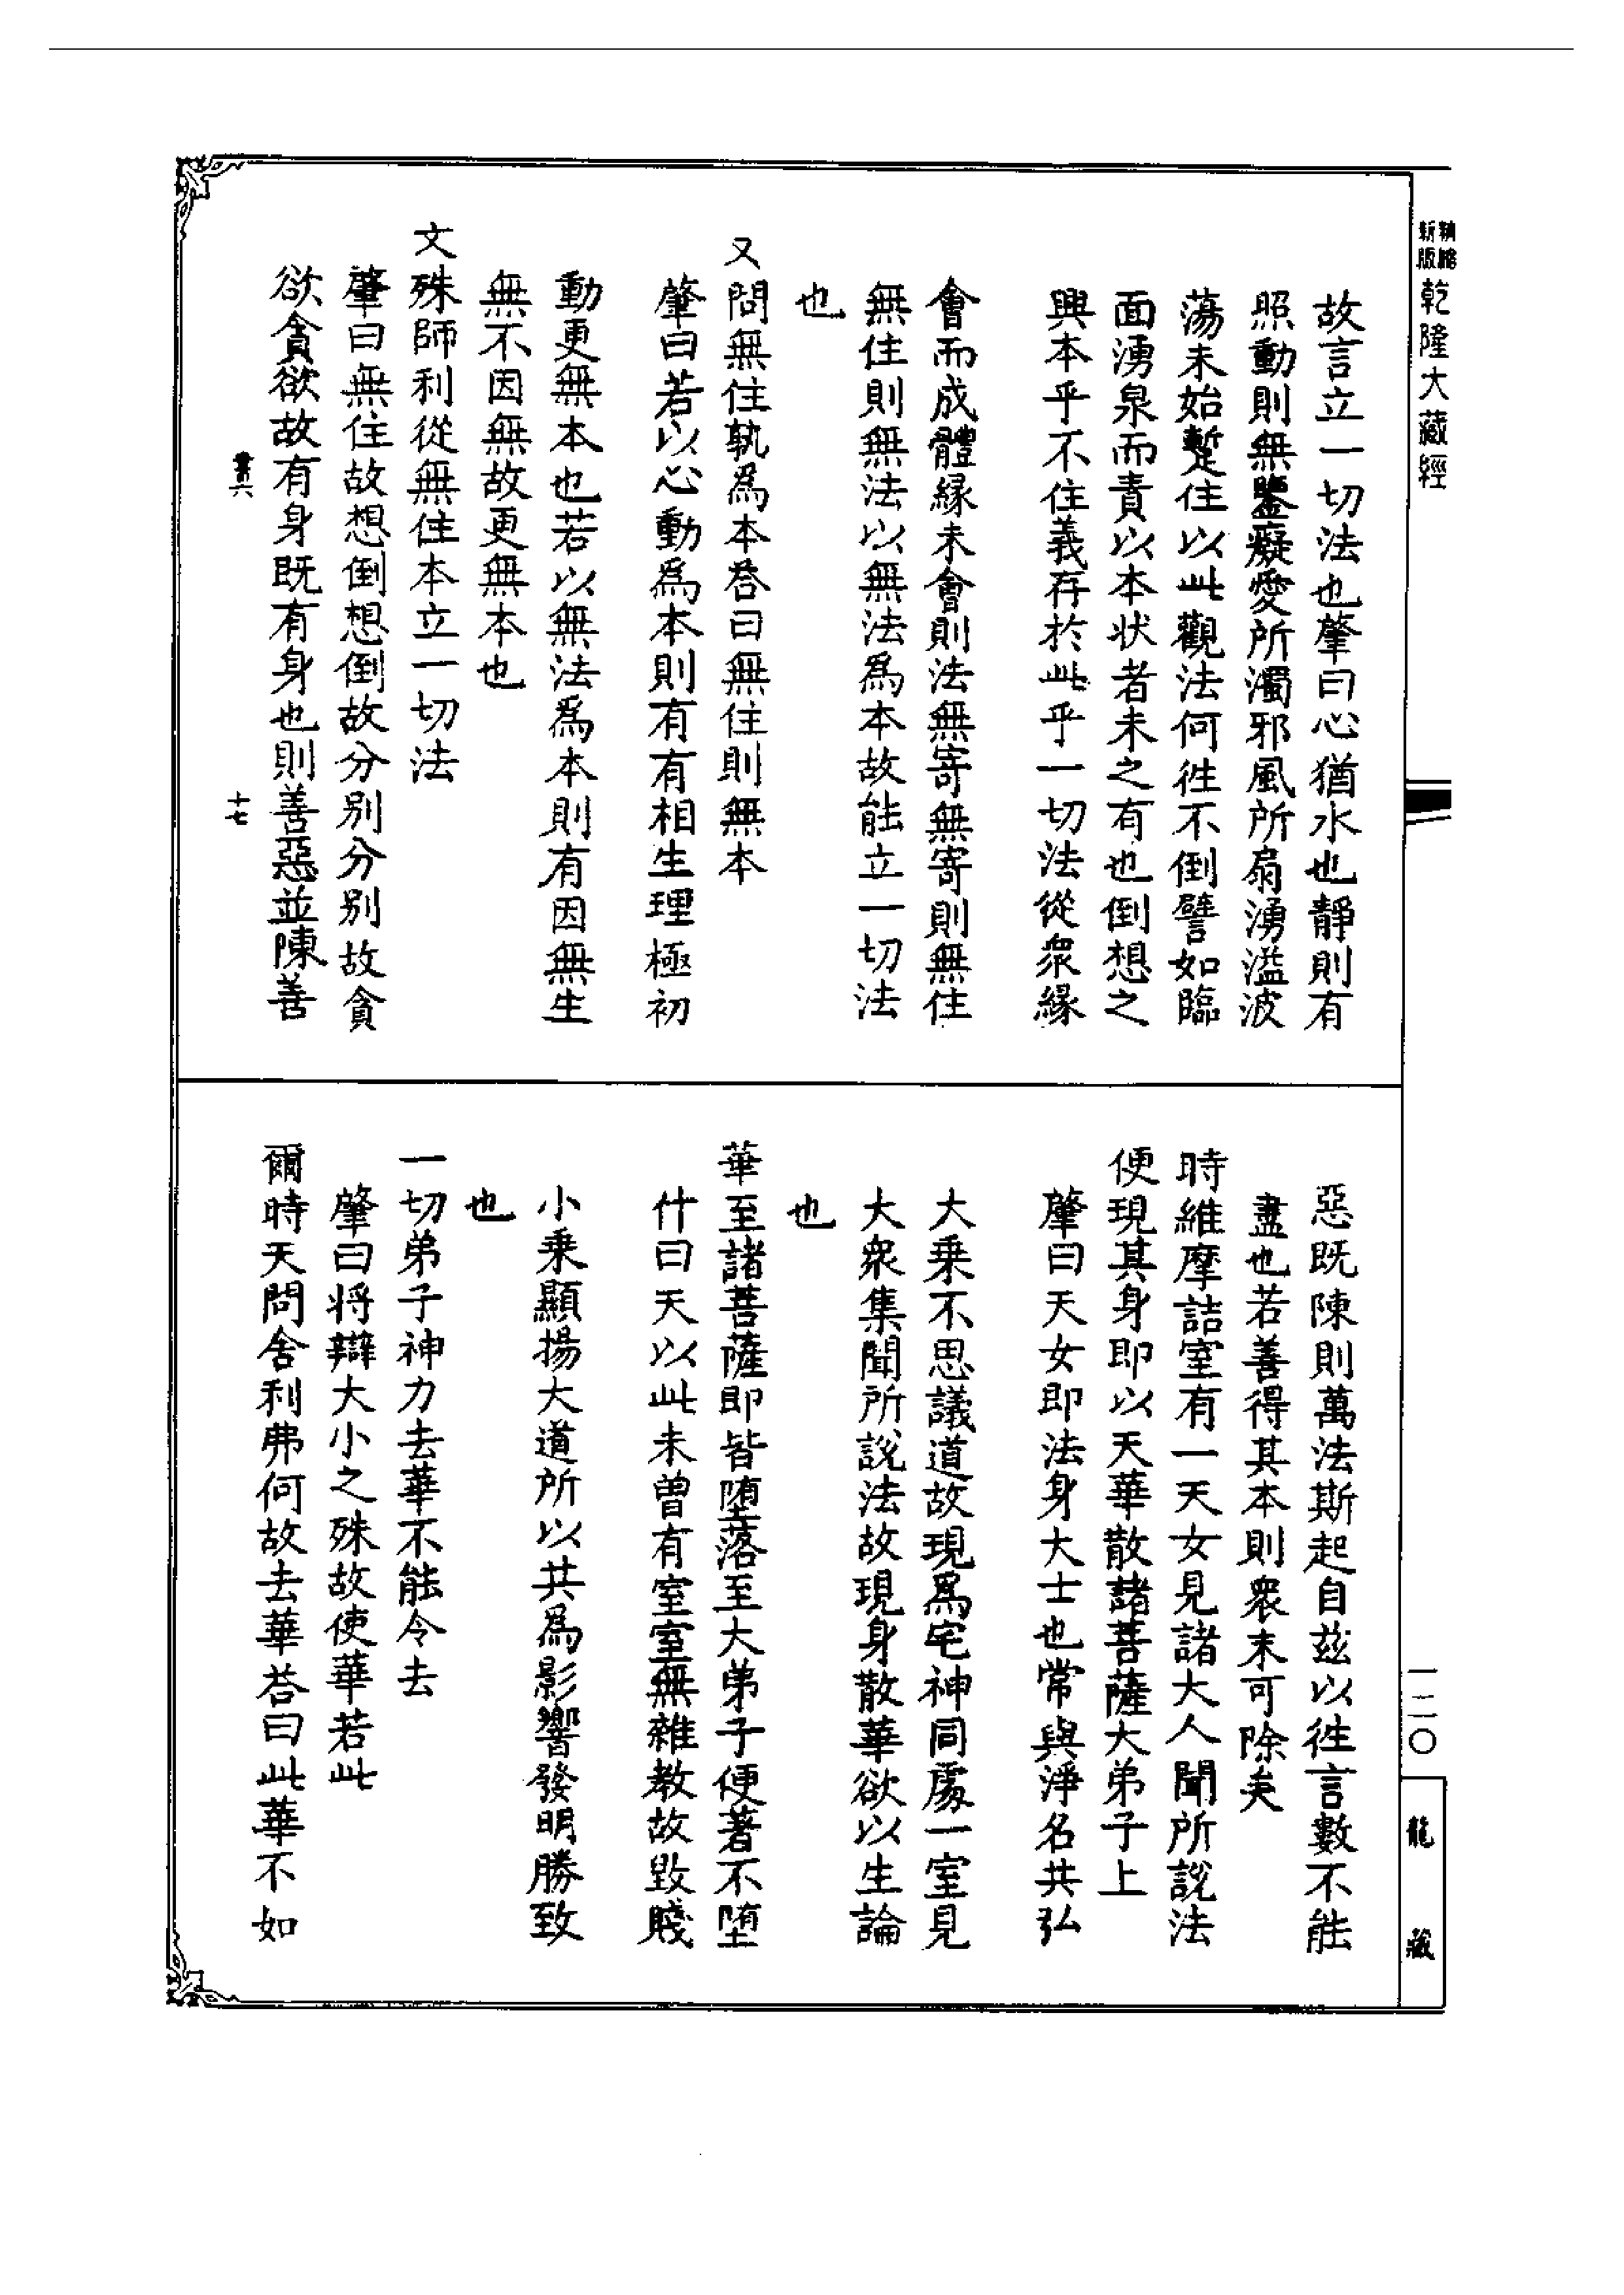 新版
精縮
乾隆大藏經
故言立一切法也肇曰心猶水也靜則有
照動則無鑒癡愛所濁邪風所扇湧溢波
蕩未始蹔住以此觀法何徃不倒譬如臨
面湧泉而責以本状者未之有也倒想之
興本乎不住義存於此乎一切法從衆縁
會而成體縁未會則法無寄無寄則無住
無住則無法以無法爲本故能立一切法
也
又問無住孰爲本荅曰無住則無本
肇曰若以心動爲本則有有相生理極初
動更無本也若以無法爲本則有因無生
無不因無故更無本也
文殊師利從無住本立一切法
肇曰無住故想倒想倒故分别分别故貪
欲貪欲故有身既有身也則善惡並陳善
六
十七
惡既陳則萬法斯起自兹以徃言數不能
盡也若善得其本則衆末可除矣
時維摩詰室有一天女見諸大人聞所説法
便現其身即以天華散諸菩薩大弟子上
肇曰天女即法身大士也常與淨名共弘
大乗不思議道故現爲宅神同處一室見
大衆集聞所説法故現身散華欲以生論
也
華至諸菩薩即皆堕落至大弟子便著不堕
什曰天以此未曾有室室無雜教故毀賤
小乗顯揚大道所以共爲影響發明勝致
也
一切弟子神力去華不能令去
肇曰将辯大小之殊故使華若此
爾時天問舍利弗何故去華荅曰此華不如
一二〇
龍藏